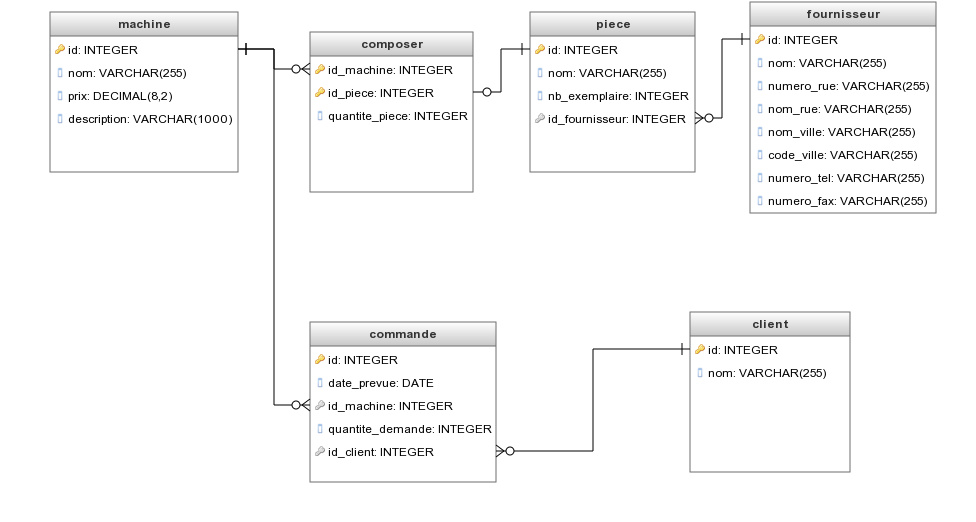 machine
id: INTEGER
nom: VARCHAR(255)
prix: DECIMAL(8,2)
description: VARCHAR(1000)
composer
id_machine: INTEGER
id_piece: INTEGER
quantite_piece: INTEGER
piece
id: INTEGER
nom: VARCHAR(255)
nb_exemplaire: INTEGER
id_fournisseur: INTEGER
fournisseur
id: INTEGER
nom: VARCHAR(255)
numero_rue: VARCHAR(255)
nom_rue: VARCHAR(255)
nom_ville: VARCHAR(255)
code_ville: VARCHAR(255)
numero_tel: VARCHAR(255)
numero_fax: VARCHAR(255)
commande
id: INTEGER
date_prevue: DATE
id_machine: INTEGER
quantite_demande: INTEGER
id_client: INTEGER
client
id: INTEGER
nom: VARCHAR(255)